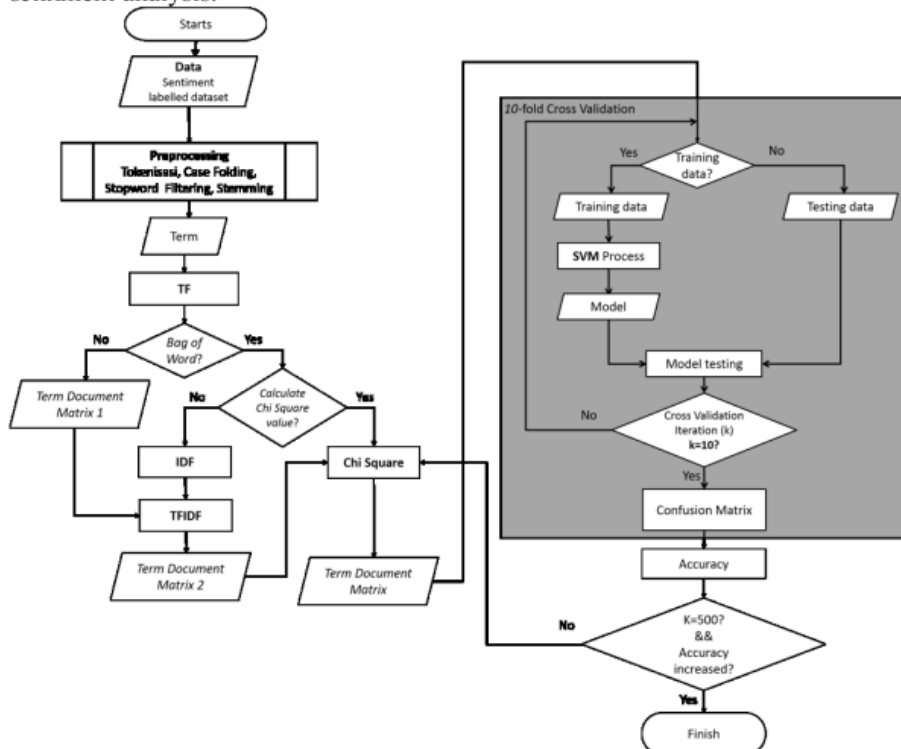 sentiment analysis.
Starts
Data
Sentiment
labelled dataset
Preprocessing
Tokenisasi, Case Folding,
Stopword Filtering, Stemming
Term
TF
No
Bag of
Word?
Yes
Term Document
Matrix 1
No
Calculate
Chi Square
value?
Yes
IDF
Chi Square
TFIDF
Term Document
Matrix 2
Term Document
Matrix
10-fold Cross Validation
Yes
Training
data?
No
Training data
Testing data
SVM Process
Model
Model testing
No
Cross Validation
Iteration (k)
k=10?
Yes
Confusion Matrix
Accuracy
No
K=500?
&&
Accuracy
increased?
Yes
Finish